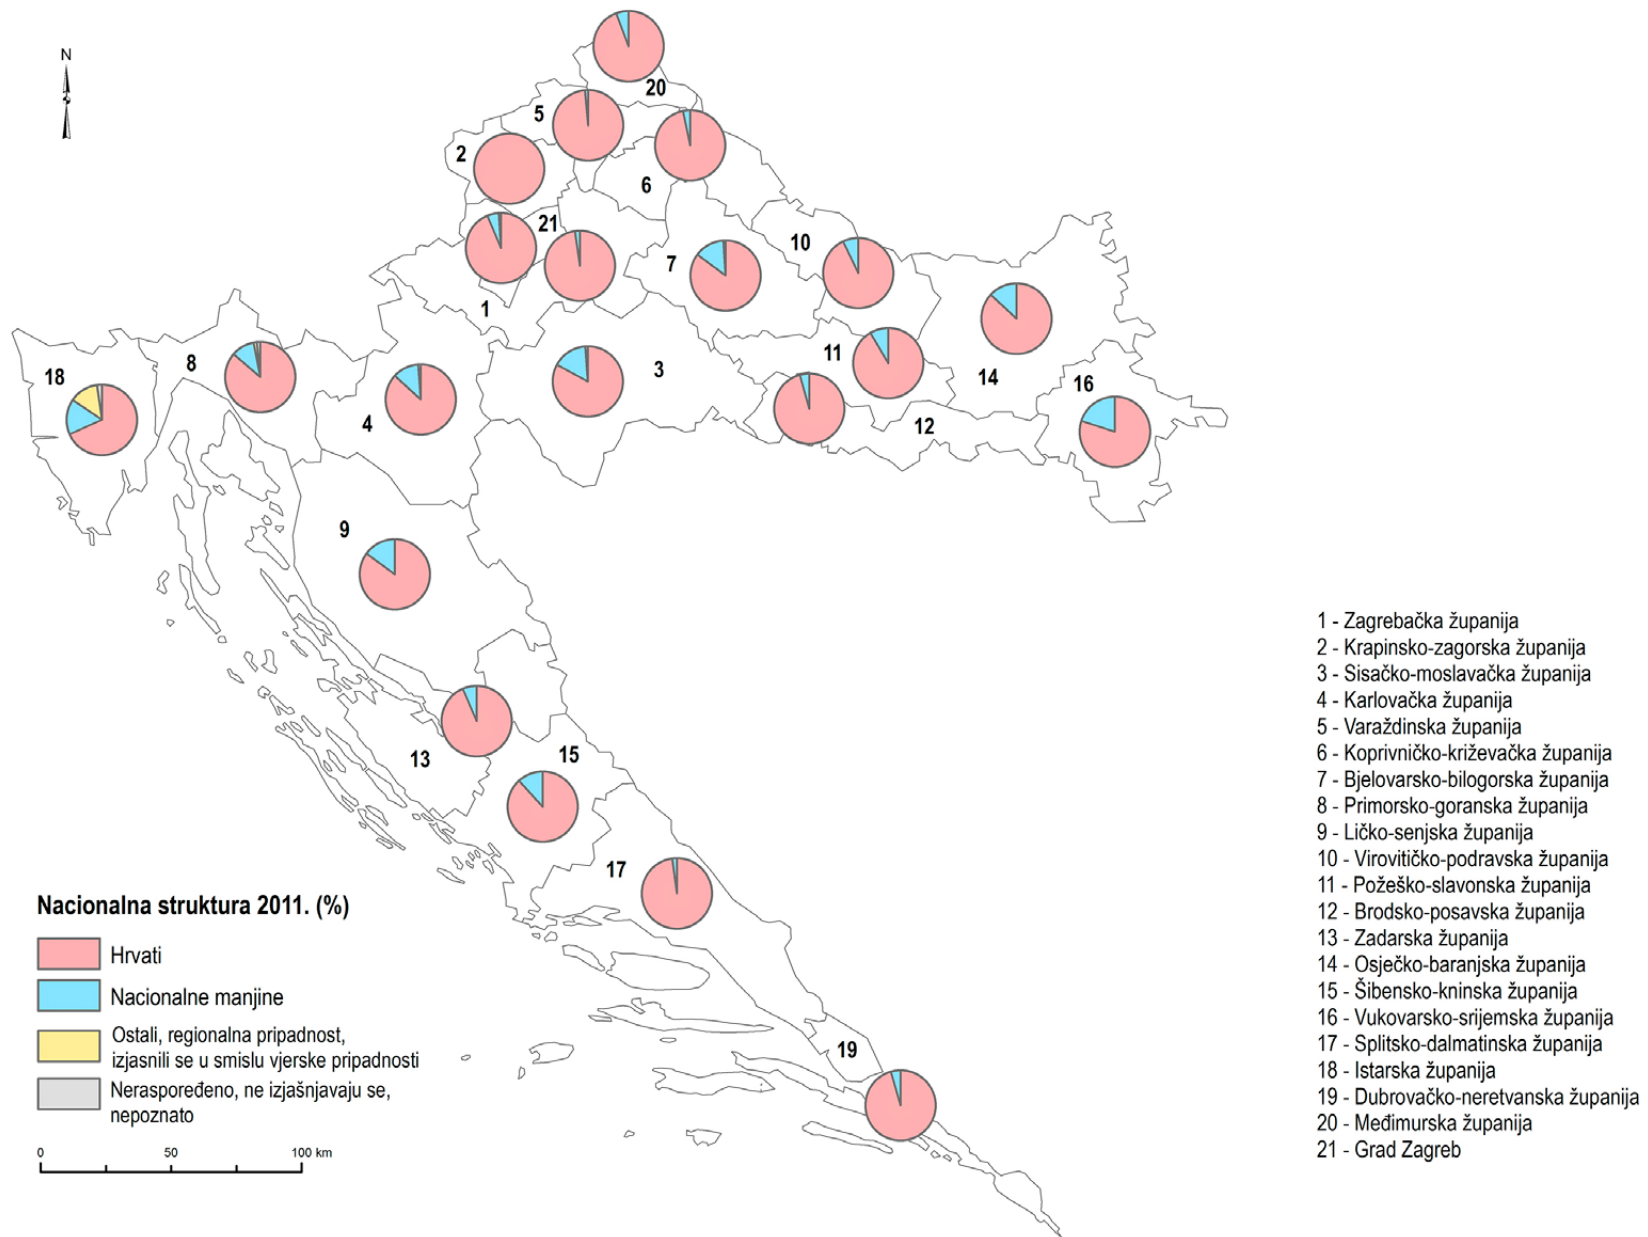 N
20
5
2
6
21
10
7
1
8
18
11
3
14
16
4
12
9
13
15
17
19
Nacionalna struktura 2011. (%)
Hrvati
Nacionalne manjine
Ostali, regionalna pripadnost,
izjasnili se u smislu vjerske pripadnosti
Neraspoređeno, ne izjašnjavaju se,
nepoznato
0 50 100 km
1 - Zagrebačka županija
2 - Krapinsko-zagorska županija
3 - Sisačko-moslavačka županija
4 - Karlovačka županija
5 - Varaždinska županija
6 - Koprivničko-križevačka županija
7 - Bjelovarsko-bilogorska županija
8 - Primorsko-goranska županija
9 - Ličko-senjska županija
10 - Virovitičko-podravska županija
11 - Požeško-slavonska županija
12 - Brodsko-posavska županija
13 - Zadarska županija
14 - Osječko-baranjska županija
15 - Šibensko-kninska županija
16 - Vukovarsko-srijemska županija
17 - Splitsko-dalmatinska županija
18 - Istarska županija
19 - Dubrovačko-neretvanska županija
20 - Međimurska županija
21 - Grad Zagreb